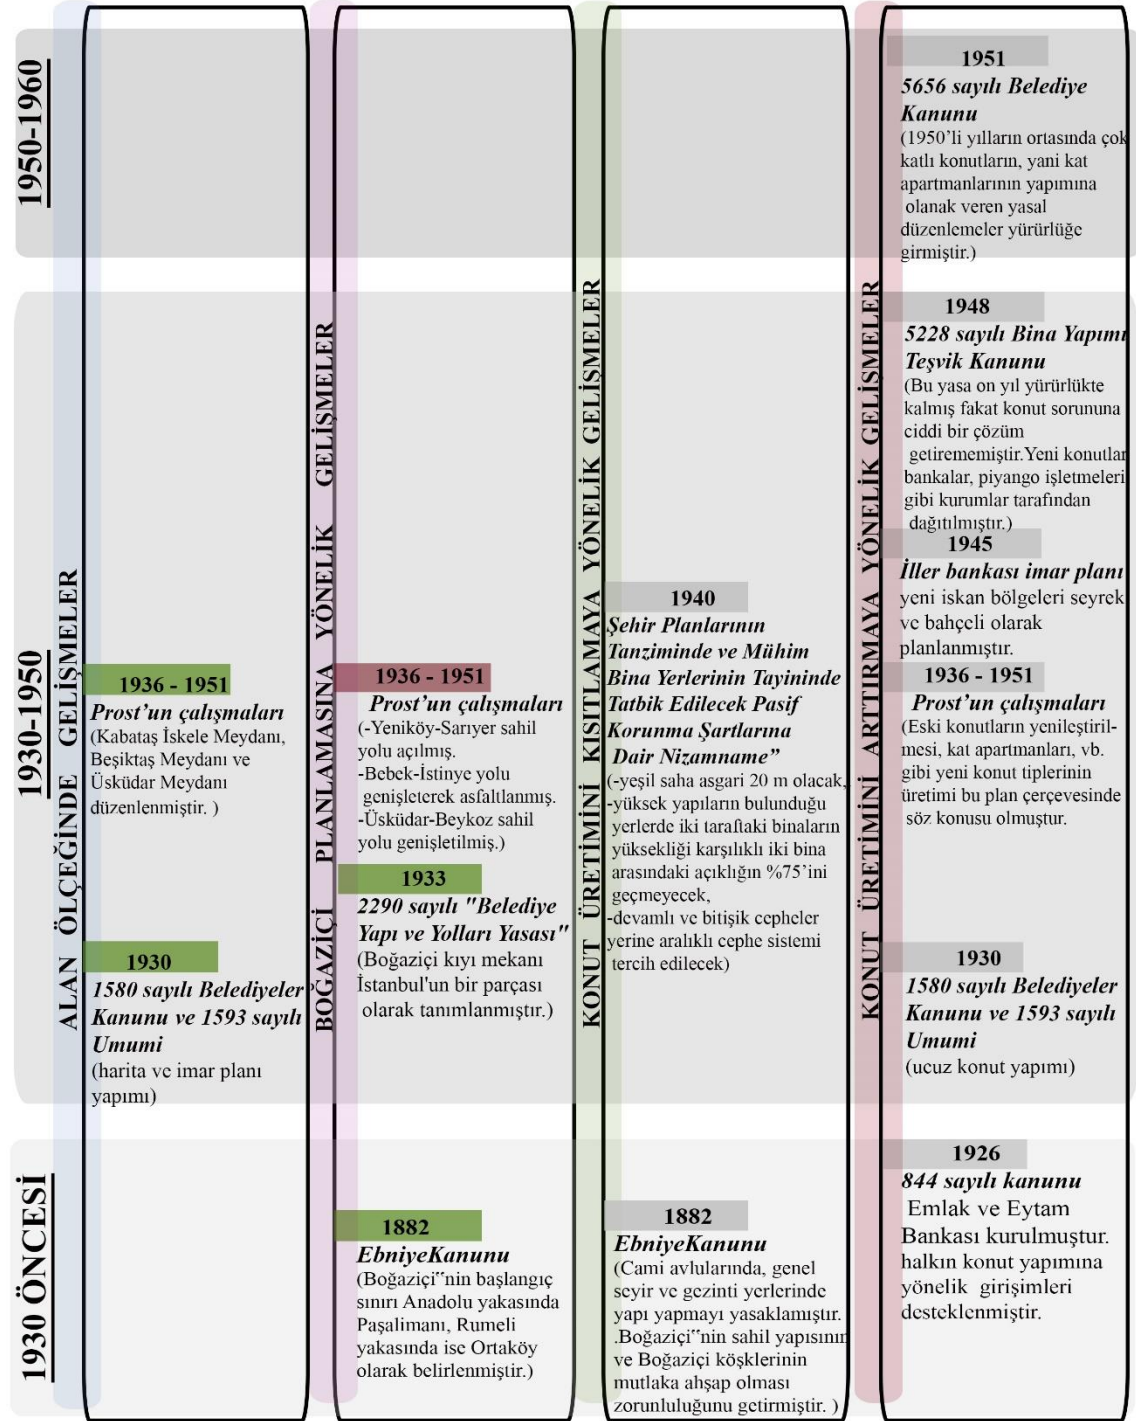 1950-1960
1951
5656 sayılı Belediye
Kanunu
(1950'li yılların ortasında çok
katlı konutların, yani kat
apartmanlarının yapımına
olanak veren yasal
düzenlemeler yürürlüğe
girmiştir.)
1930-1950
ALAN ÖLÇEĞİNDE GELİŞMELER
1936 - 1951
Prost'un çalışmaları
(Kabataş İskele Meydanı,
Beşiktaş Meydanı ve
Üsküdar Meydanı
düzenlenmiştir. )
1930
1580 sayılı Belediyeler
Kanunu ve 1593 sayılı
Umumi
(harita ve imar planı
yapımı)
BOĞAZİÇİ PLANLAMASINA YÖNELİK GELİŞMELER
1936 - 1951
Prost'un çalışmaları
(-Yeniköy-Sarıyer sahil
yolu açılmış.
-Bebek-İstinye yolu
genişleterek asfaltlanmış.
-Üsküdar-Beykoz sahil
yolu genişletilmiş.)
1933
2290 sayılı "Belediye
Yapı ve Yolları Yasası"
(Boğaziçi kıyı mekanı
İstanbul'un bir parçası
olarak tanımlanmıştır.)
KONUT ÜRETİMİNİ KISITLAMAYA YÖNELİK GELİŞMELER
1940
Şehir Planlarının
Tanziminde ve Mühim
Bina Yerlerinin Tayininde
Tatbik Edilecek Pasif
Korunma Şartlarına
Dair Nizamname”
(-yeşil saha asgari 20 m olacak,
-yüksek yapıların bulunduğu
yerlerde iki taraftaki binaların
yüksekliği karşılıklı iki bina
arasındaki açıklığın %75'ini
geçmeyecek,
-devamlı ve bitişik cepheler
yerine aralıklı cephe sistemi
tercih edilecek)
KONUT ÜRETİMİNİ ARTTIRMAYA YÖNELİK GELİŞMELER
1948
5228 sayılı Bina Yapımı
Teşvik Kanunu
(Bu yasa on yıl yürürlükte
kalmış fakat konut sorununa
ciddi bir çözüm
getirememiştir.Yeni konutlar
bankalar, piyango işletmeleri
gibi kurumlar tarafından
dağıtılmıştır.)
1945
İller bankası imar planı
yeni iskan bölgeleri seyrek
ve bahçeli olarak
planlanmıştır.
1936 - 1951
Prost'un çalışmaları
(Eski konutların yenileştiril-
mesi, kat apartmanları, vb.
gibi yeni konut tiplerinin
üretimi bu plan çerçevesinde
söz konusu olmuştur.
1930
1580 sayılı Belediyeler
Kanunu ve 1593 sayılı
Umumi
(ucuz konut yapımı)
1930 ÖNCESİ
1882
EbniyeKanunu
(Boğaziçi‟nin başlangıç
sınırı Anadolu yakasında
Paşalimanı, Rumeli
yakasında ise Ortaköy
olarak belirlenmiştir.)
1882
EbniyeKanunu
(Cami avlularında, genel
seyir ve gezinti yerlerinde
yapı yapmayı yasaklamıştır.
.Boğaziçi‟nin sahil yapısının
ve Boğaziçi köşklerinin
mutlaka ahşap olması
zorunluluğunu getirmiştir. )
1926
844 sayılı kanunu
Emlak ve Eytam
Bankası kurulmuştur.
halkın konut yapımına
yönelik girişimleri
desteklenmiştir.